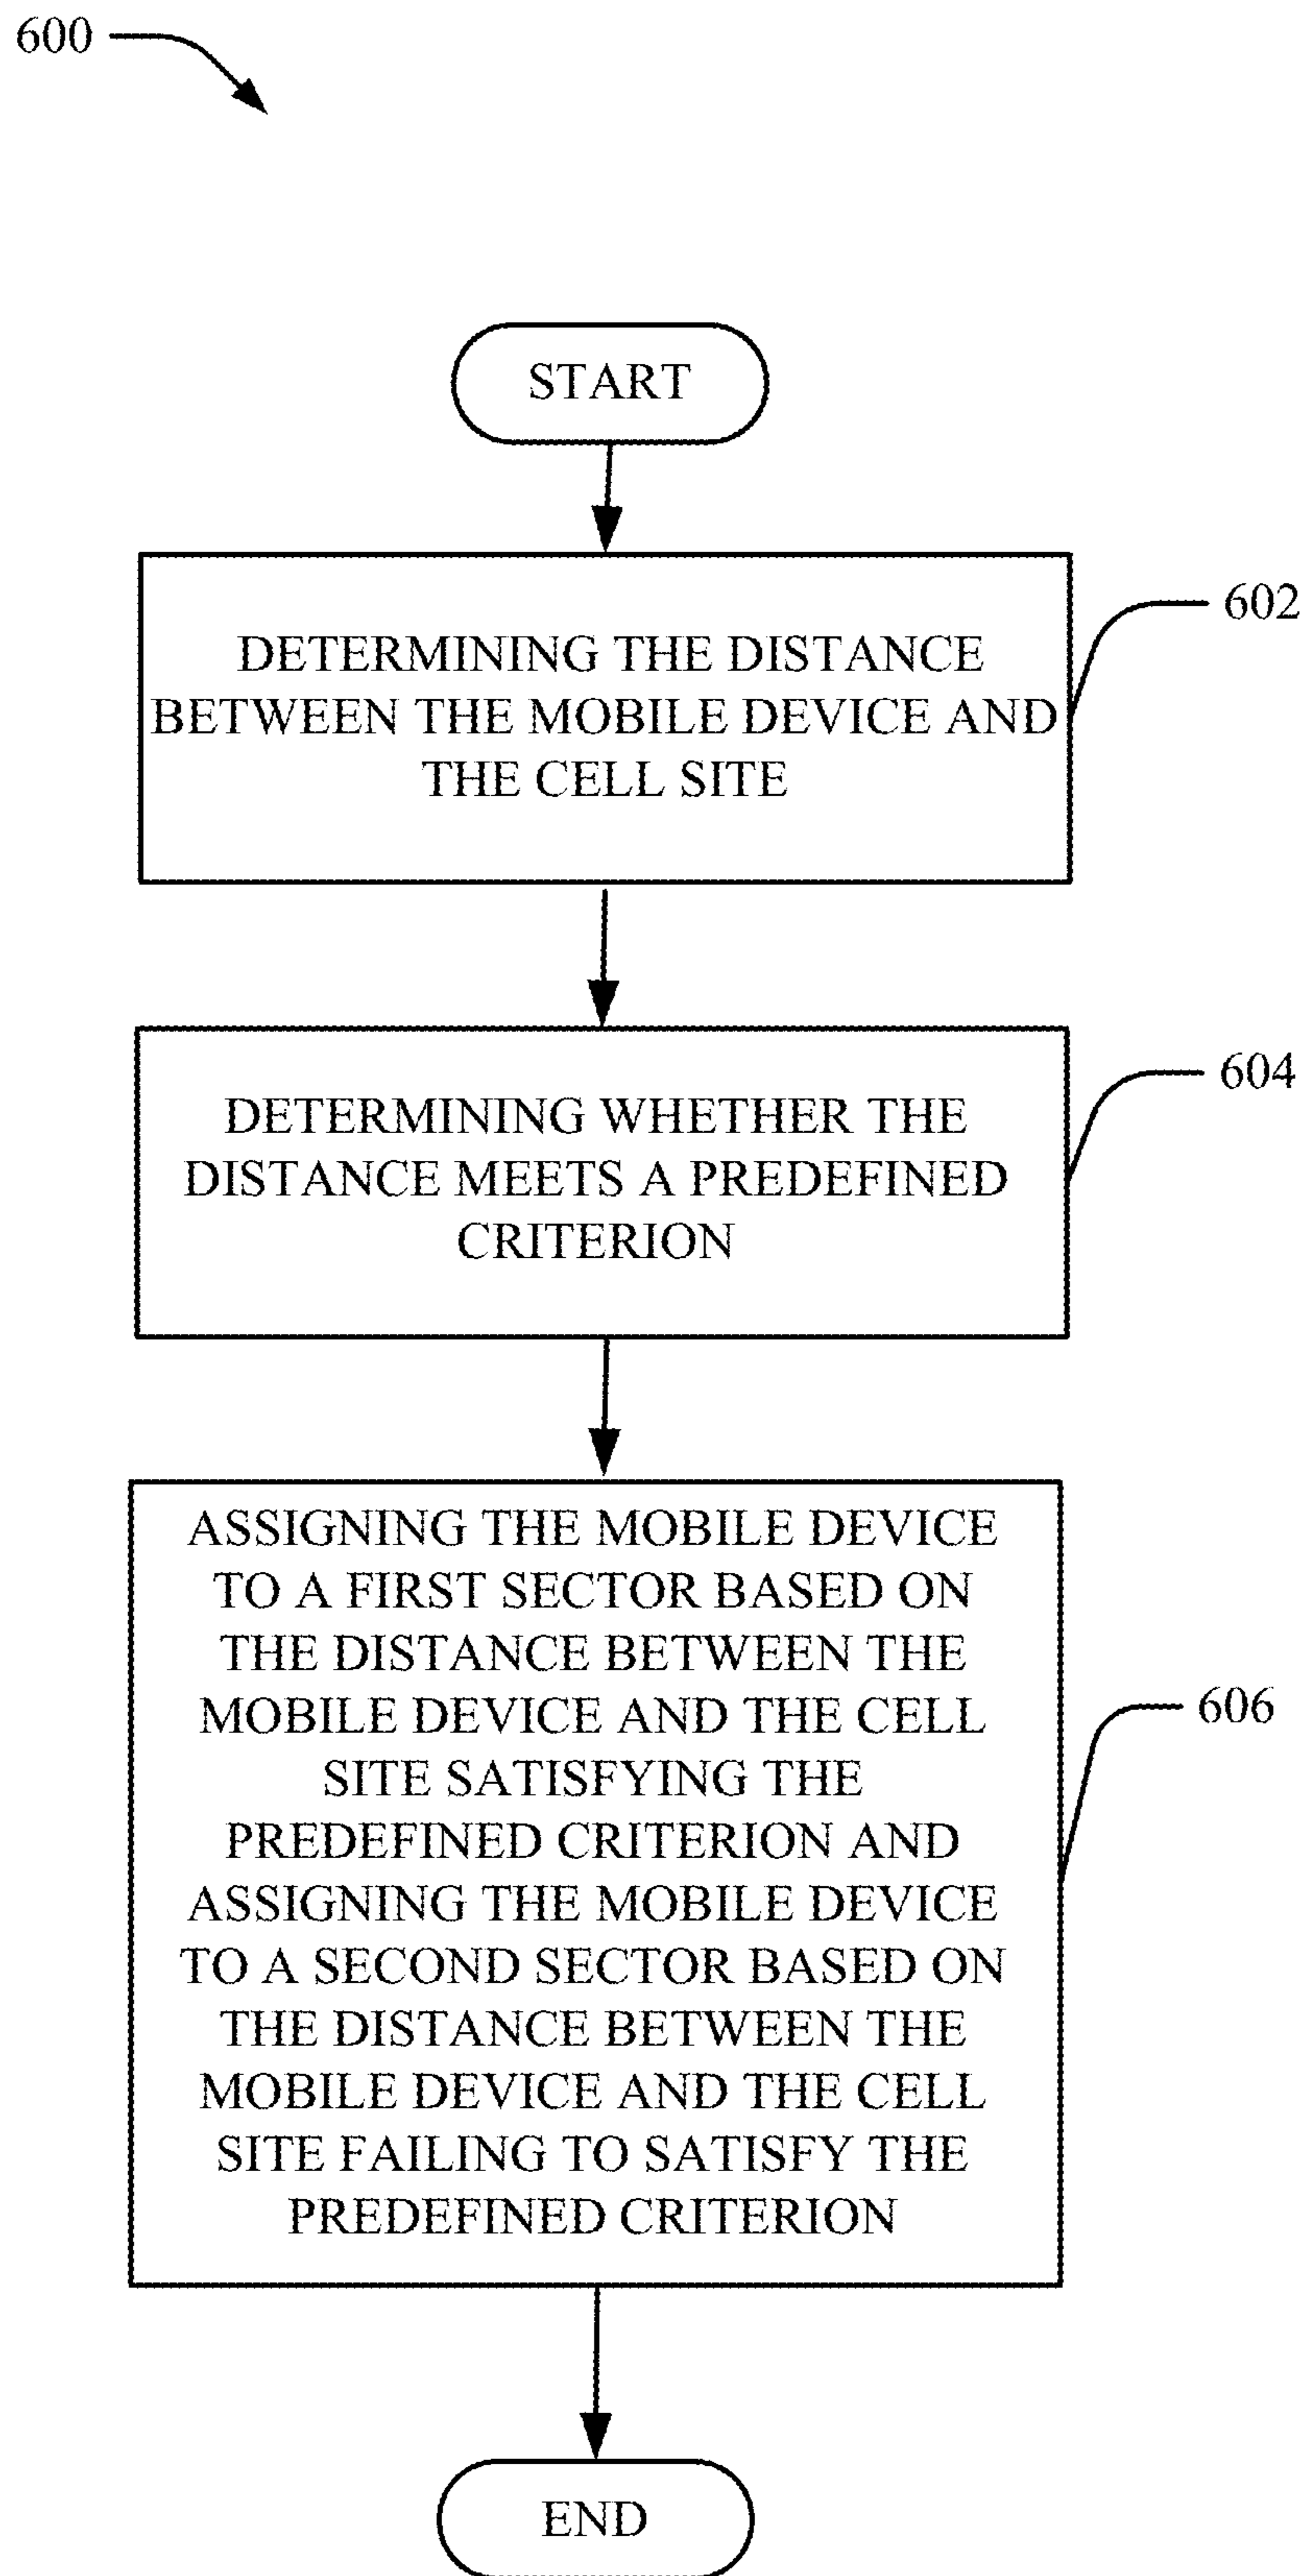 600
START
DETERMINING THE DISTANCE
BETWEEN THE MOBILE DEVICE AND
THE CELL SITE
602
DETERMINING WHETHER THE
DISTANCE MEETS A PREDEFINED
CRITERION
604
ASSIGNING THE MOBILE DEVICE
TO A FIRST SECTOR BASED ON
THE DISTANCE BETWEEN THE
MOBILE DEVICE AND THE CELL
SITE SATISFYING THE
PREDEFINED CRITERION AND
ASSIGNING THE MOBILE DEVICE
TO A SECOND SECTOR BASED ON
THE DISTANCE BETWEEN THE
MOBILE DEVICE AND THE CELL
SITE FAILING TO SATISFY THE
PREDEFINED CRITERION
606
END